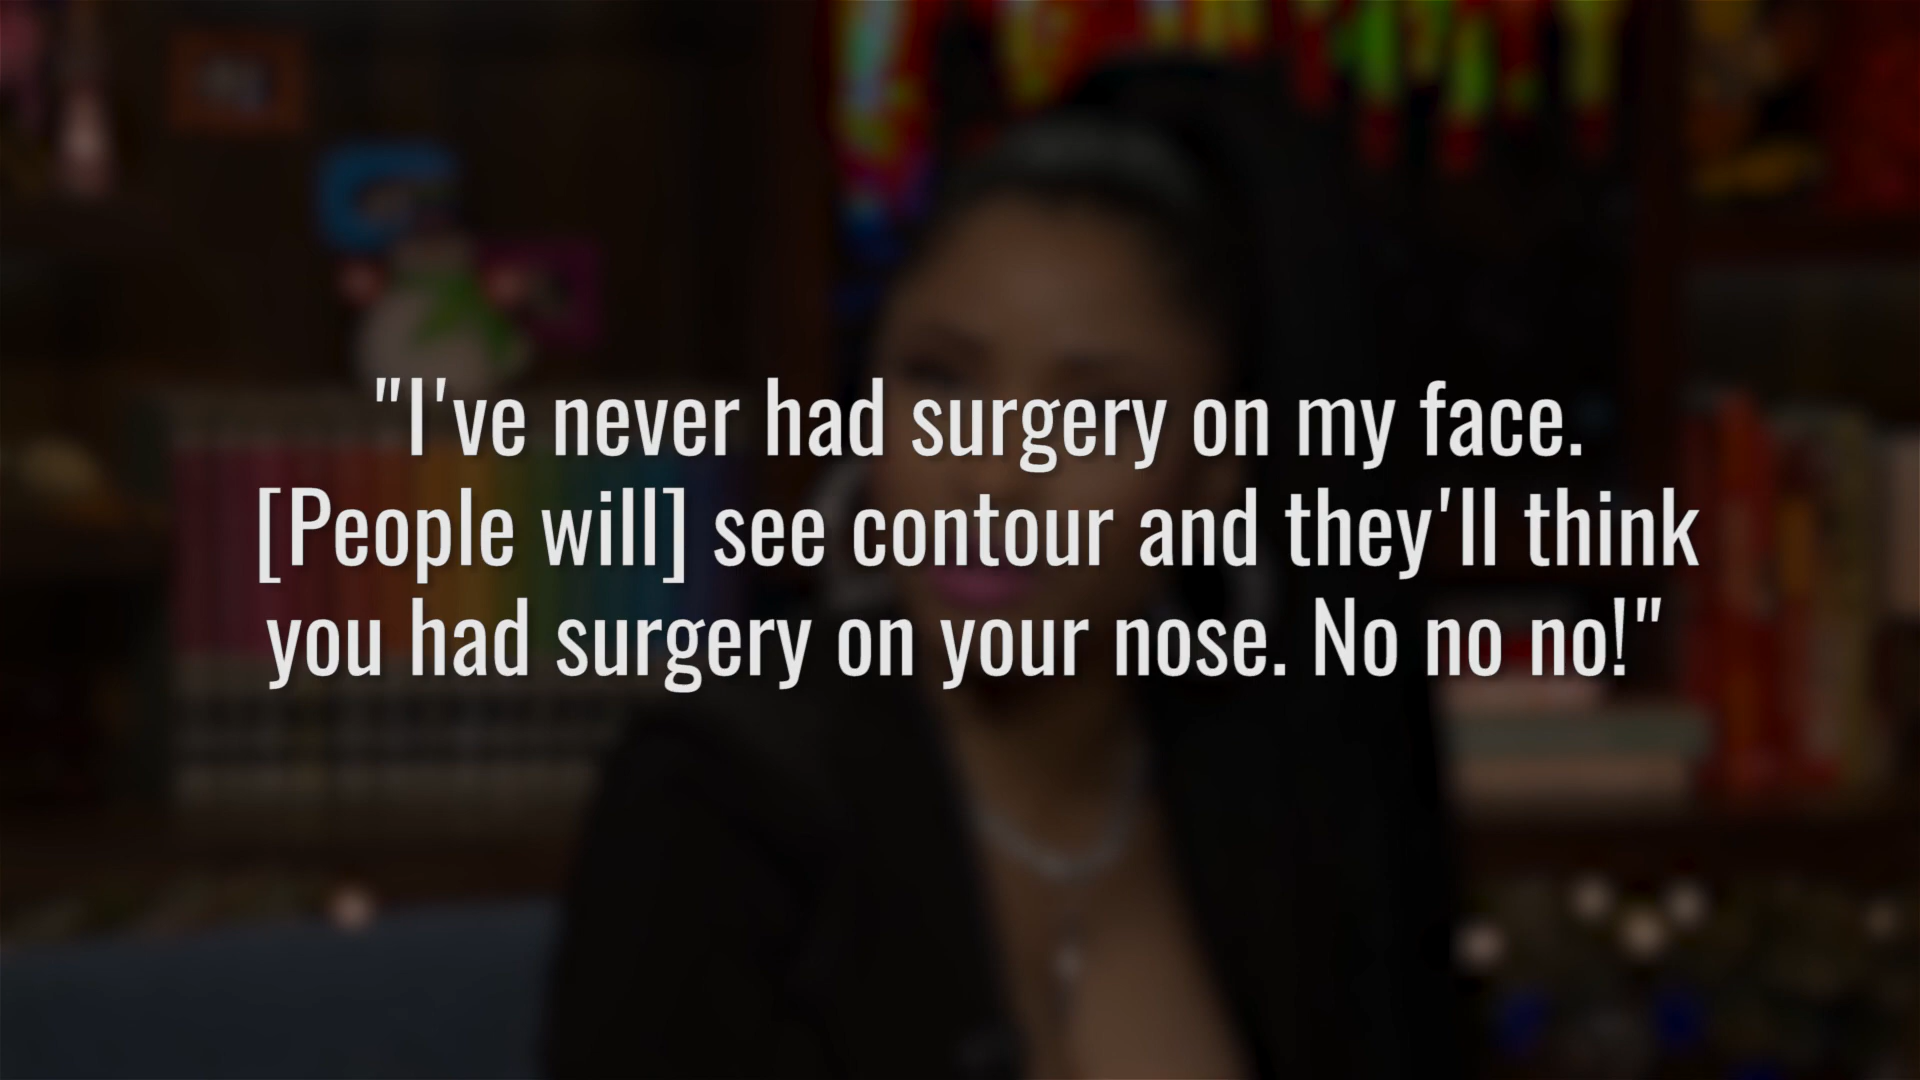 "I've never had surgery on my face.
[People will] see contour and they'll think
you had surgery on your nose. No no no!"